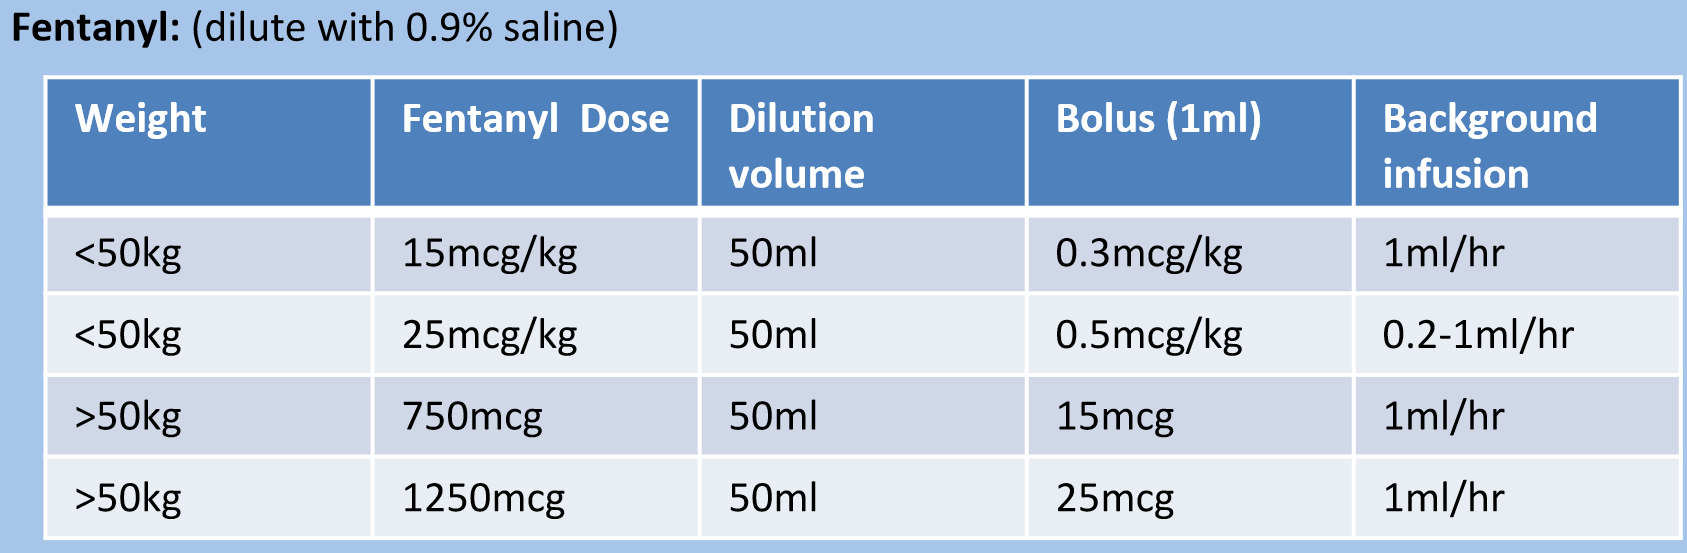 Fentanyl: (dilute with 0.9% saline)
Weight Fentanyl Dose Dilution volume Bolus (1ml) Background infusion
<50kg 15mcg/kg 50ml 0.3mcg/kg 1ml/hr
<50kg 25mcg/kg 50ml 0.5mcg/kg 0.2-1ml/hr
>50kg 750mcg 50ml 15mcg 1ml/hr
>50kg 1250mcg 50ml 25mcg 1ml/hr